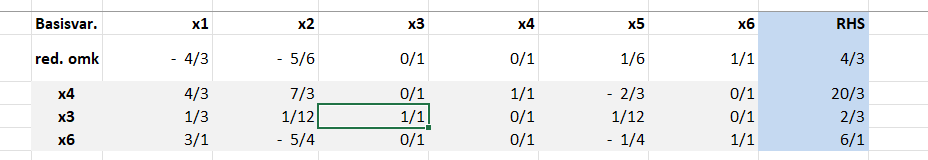 Basisvar. x1 x2 x3 x4 x5 x6 RHS
red. omk - 4/3 - 5/6 0/1 0/1 1/6 1/1 4/3
x4 4/3 7/3 0/1 1/1 - 2/3 0/1 20/3
x3 1/3 1/12 1/1 0/1 1/12 0/1 2/3
x6 3/1 - 5/4 0/1 0/1 - 1/4 1/1 6/1